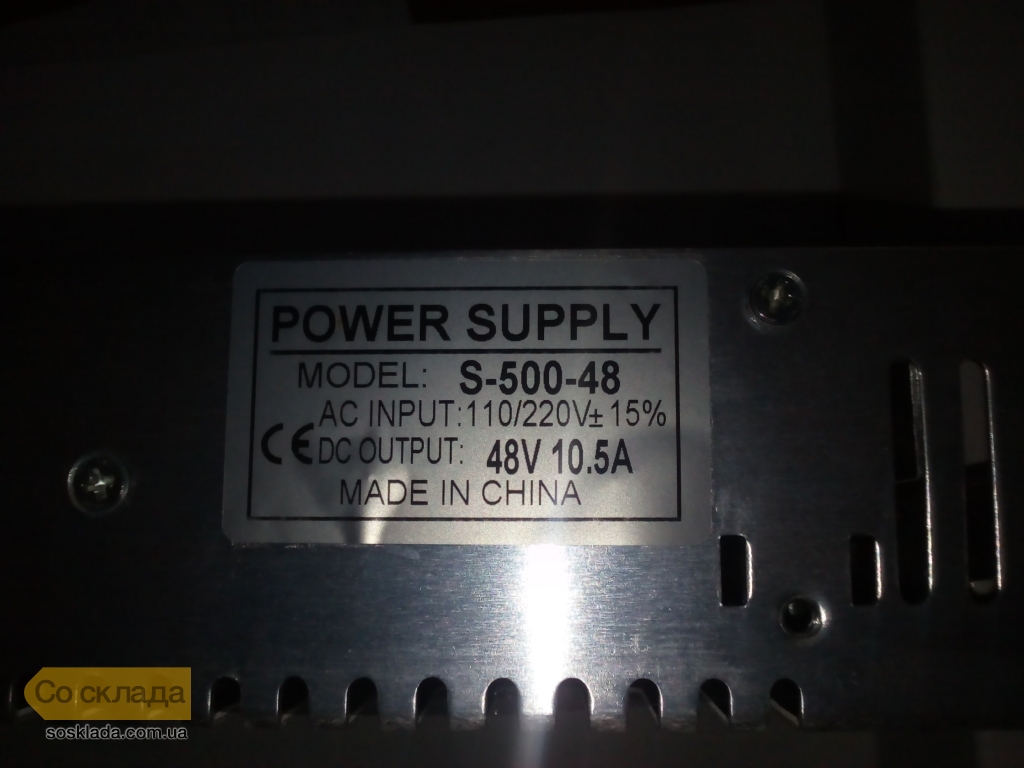 POWER SUPPLY
MODEL: S-500-48
AC INPUT: 110/220V± 15%
CE DC OUTPUT: 48V 10.5A
MADE IN CHINA
Со склада
sosklada.com.ua